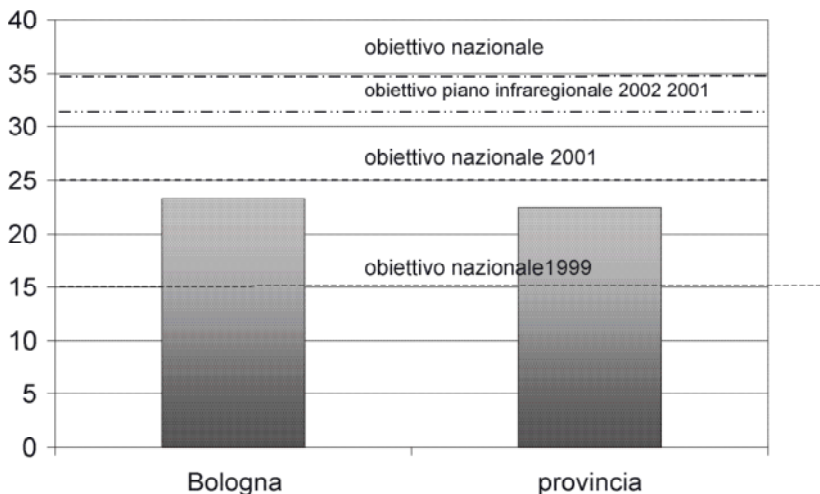 40
obiettivo nazionale
35
obiettivo piano infraregionale 2002 2001
30
obiettivo nazionale 2001
25
20
obiettivo nazionale1999
15
10
5
0
Bologna provincia